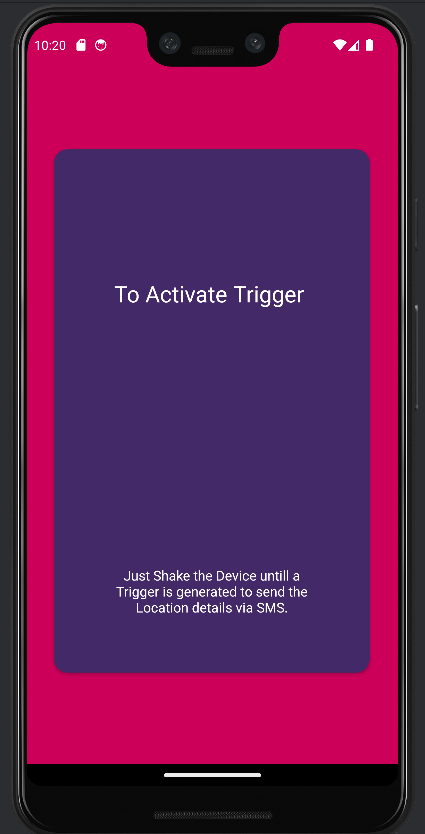 10:20
To Activate Trigger
Just Shake the Device untill a
Trigger is generated to send the
Location details via SMS.